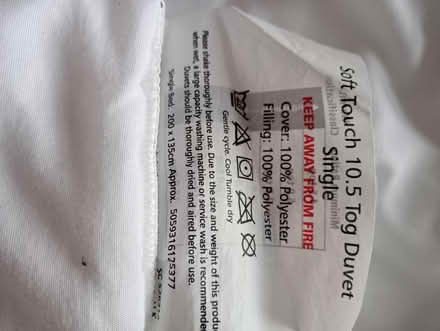 Soft Touch 10.5 Tog Duvet
Single
KEEP AWAY FROM FIRE
Cover: 100% Polyester
Filling: 100% Polyester
Gentle cycle. Cool Tumble dry
Please shake thoroughly before use. Due to the size and weight of this
when wet, a large capacity washing machine or service wash is
Duvets should be thoroughly dried and aired before use.
Single Bed. 200 x 135cm Approx. 5059316125377